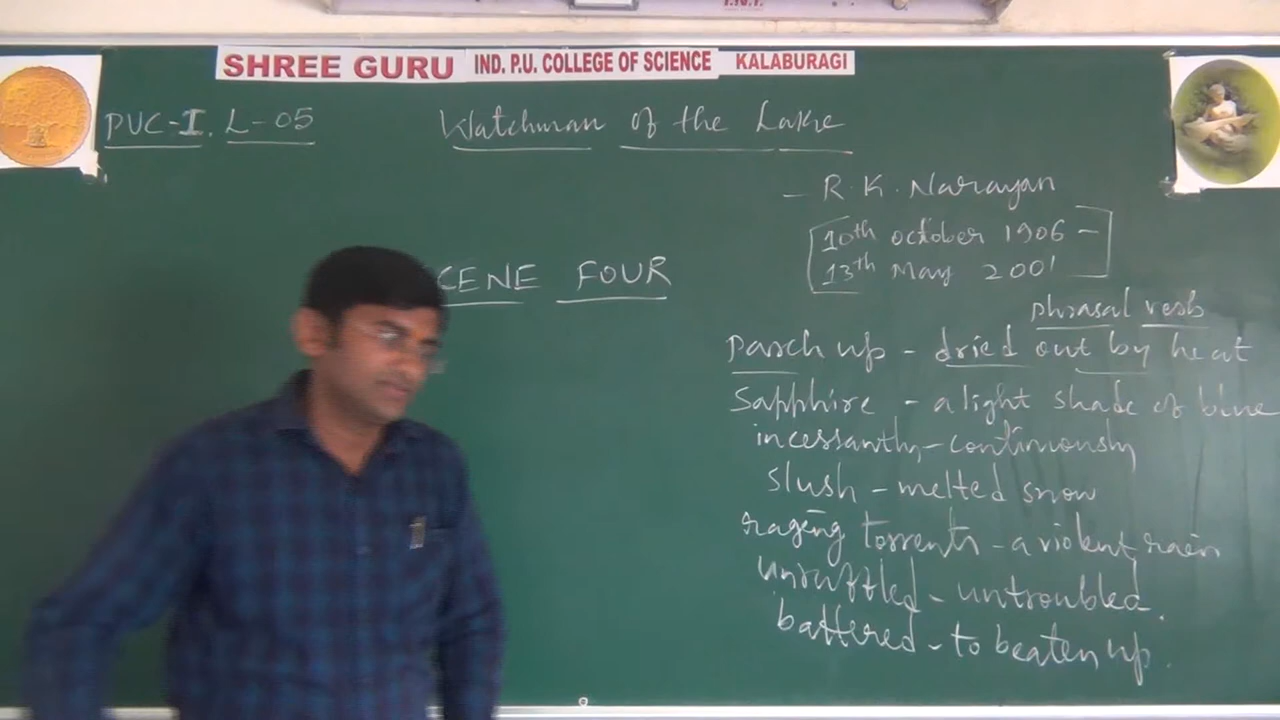 SHREE GURU IND. P.U. COLLEGE OF SCIENCE KALABURAGI
PUC-I. L-05
Watchman of the Lake
- R.K. Narayan
10th october 1906 -
13th May 2001
CENE FOUR
phrasal verb
parch up - dried out by heat
Sapphire - a light shade of blue
incessantly - continuously
slush - melted snow
raging torrents - a violent rain
unruffled - untroubled.
battered - to beaten up.